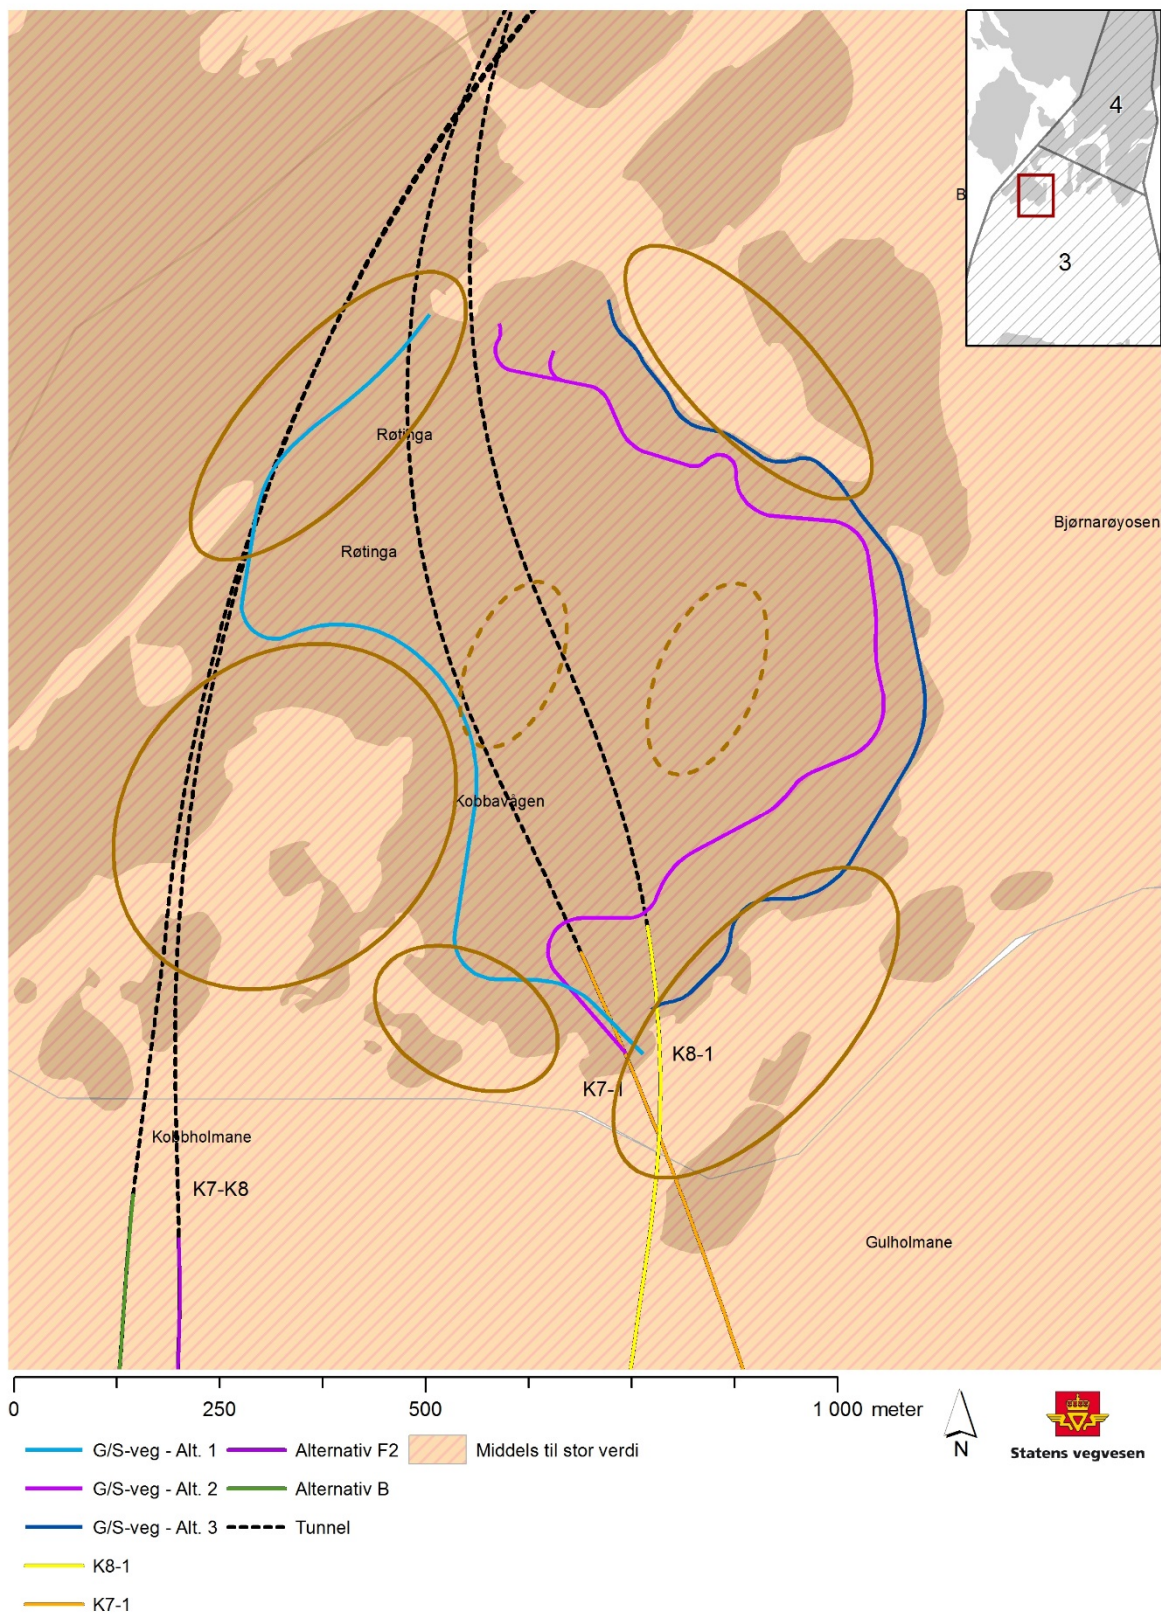 4
B
3
Røtinga
Bjørnarøyosen
Røtinga
Kobbavågen
K8-1
K7-1
Kobbholmane
K7-K8
Gulholmane
0 250 500 1 000 meter
N
Statens vegvesen
G/S-veg - Alt. 1 Alternativ F2 Middels til stor verdi
G/S-veg - Alt. 2 Alternativ B
G/S-veg - Alt. 3 Tunnel
K8-1
K7-1